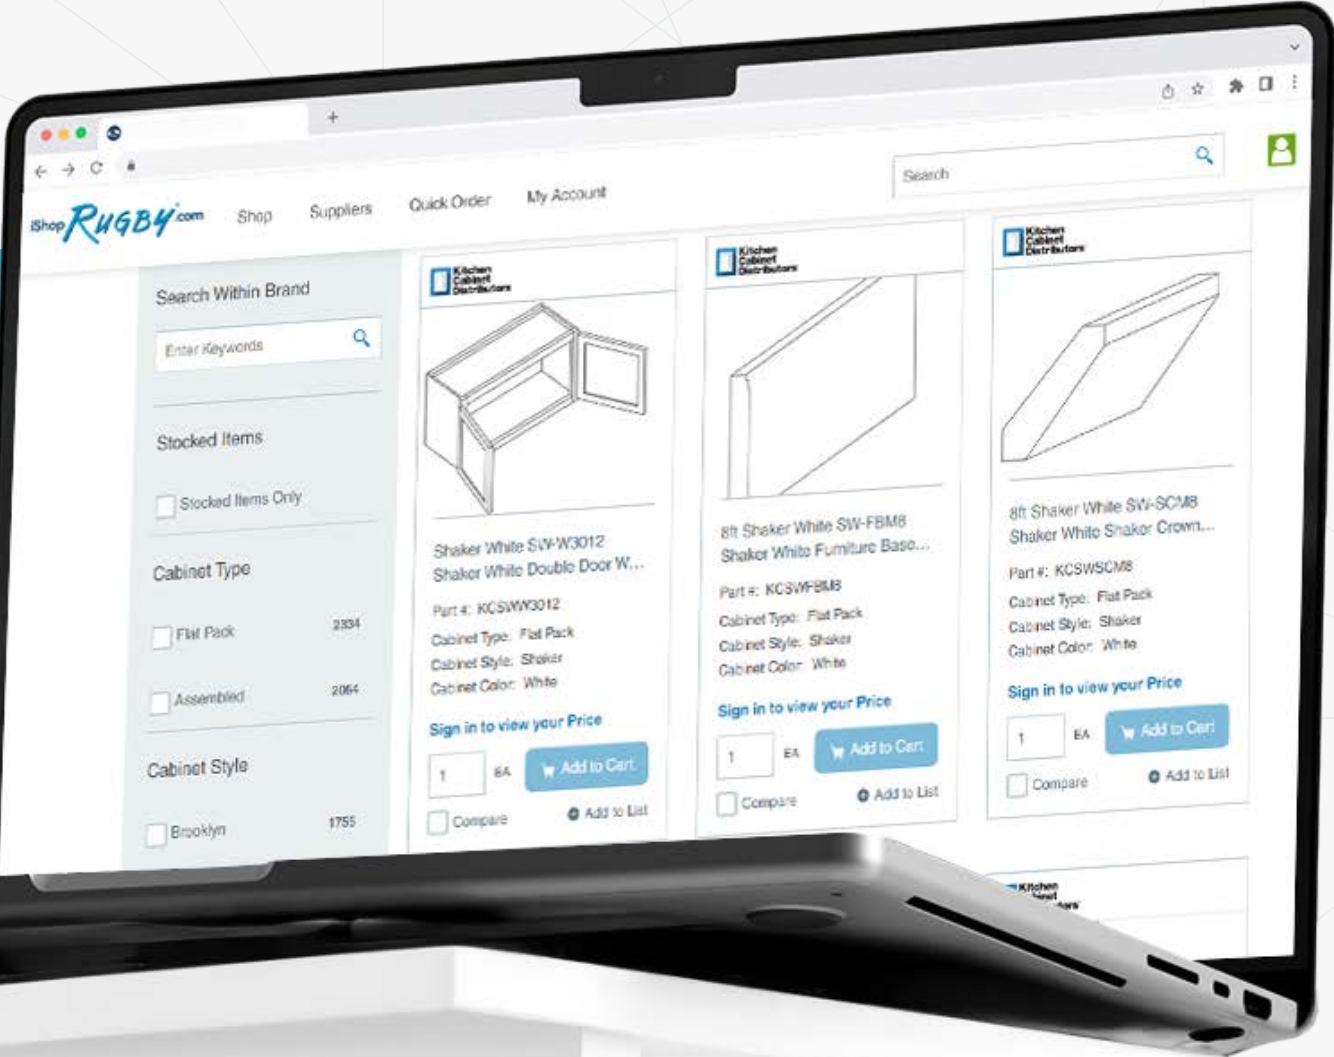 iShop RUGBY.com
Shop
Suppliers
Quick Order
My Account
Search
Search Within Brand
Enter Keywords
Stocked Items
Stocked Items Only
Cabinet Type
Flat Pack 2334
Assembled 2064
Cabinet Style
Brooklyn 1755
Kitchen
Cabinet
Distributors
Shaker White SW-W3012
Shaker White Double Door W...
Part #: KCSWW3012
Cabinet Type: Flat Pack
Cabinet Style: Shaker
Cabinet Color: White
Sign in to view your Price
1 EA Add to Cart
Compare Add to List
Kitchen
Cabinet
Distributors
8ft Shaker White SW-FBM8
Shaker White Furniture Base...
Part #: KCSWFBM8
Cabinet Type: Flat Pack
Cabinet Style: Shaker
Cabinet Color: White
Sign in to view your Price
1 EA Add to Cart
Compare Add to List
Kitchen
Cabinet
Distributors
8ft Shaker White SW-SCM8
Shaker White Shaker Crown...
Part #: KCSWSCM8
Cabinet Type: Flat Pack
Cabinet Style: Shaker
Cabinet Color: White
Sign in to view your Price
1 EA Add to Cart
Compare Add to List
Kitchen